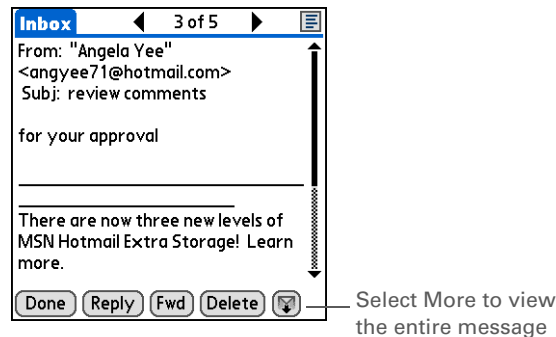 Inbox 3 of 5
From: "Angela Yee"
<angyee71@hotmail.com>
Subj: review comments
for your approval
There are now three new levels of
MSN Hotmail Extra Storage! Learn
more.
Done Reply Fwd Delete
Select More to view
the entire message